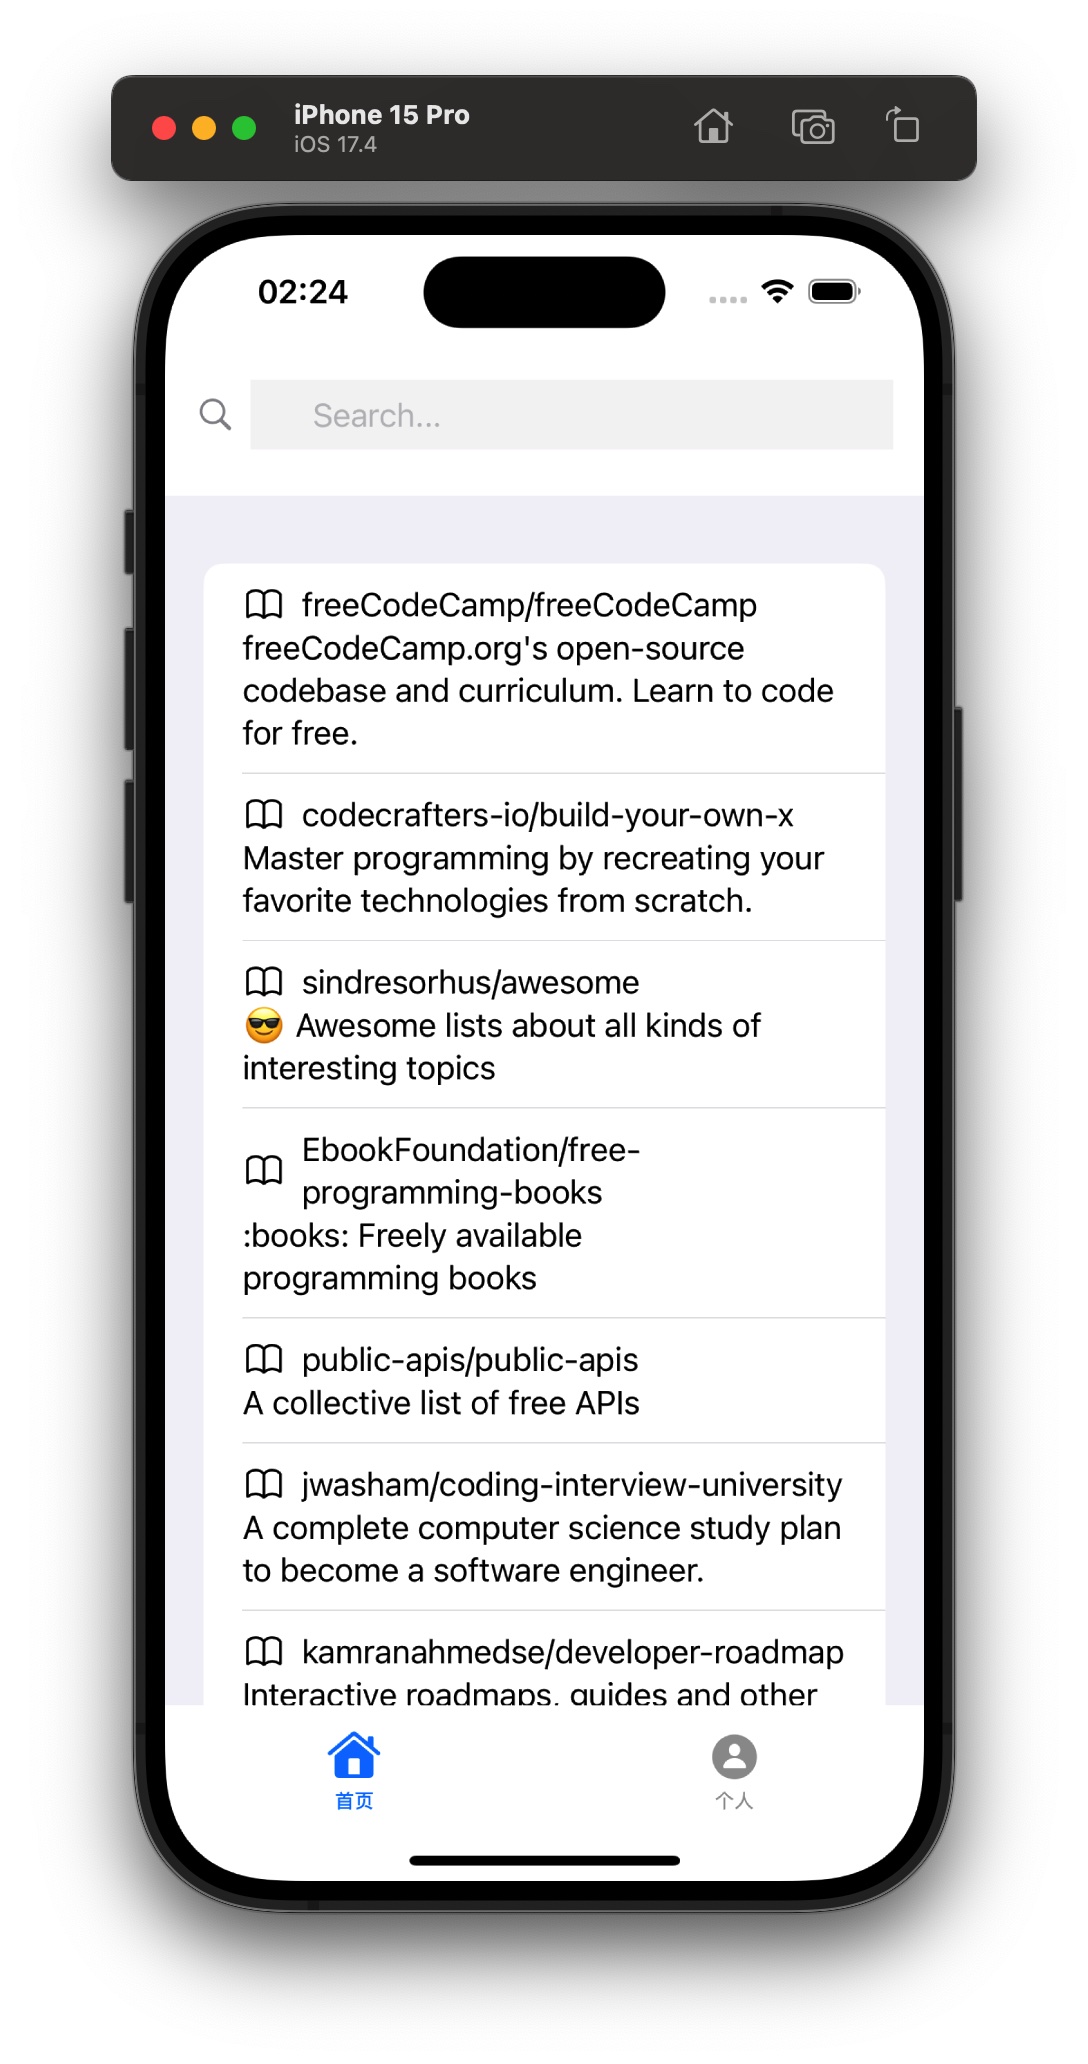 iPhone 15 Pro
iOS 17.4
02:24
Search...
freeCodeCamp/freeCodeCamp
freeCodeCamp.org's open-source
codebase and curriculum. Learn to code
for free.
codecrafters-io/build-your-own-x
Master programming by recreating your
favorite technologies from scratch.
sindresorhus/awesome
😎 Awesome lists about all kinds of
interesting topics
EbookFoundation/free-
programming-books
:books: Freely available
programming books
public-apis/public-apis
A collective list of free APIs
jwasham/coding-interview-university
A complete computer science study plan
to become a software engineer.
kamranahmedse/developer-roadmap
Interactive roadmaps, guides and other
首页
个人